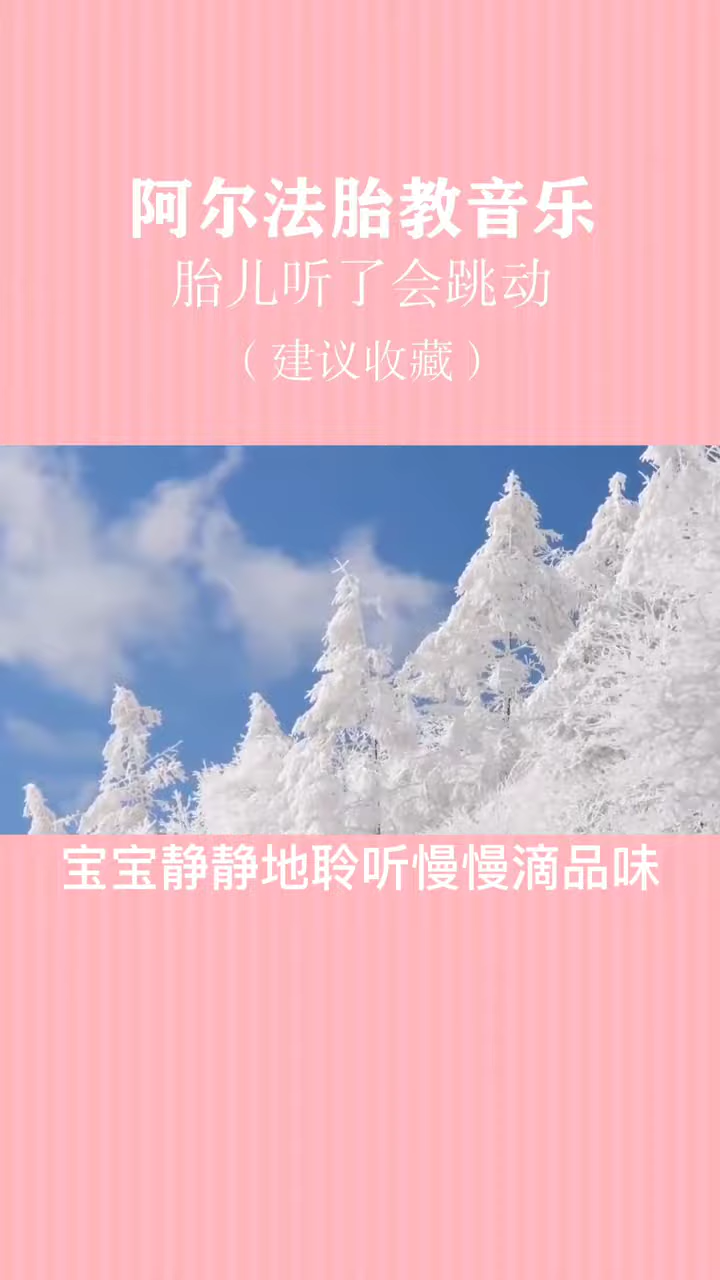 阿尔法胎教音乐
胎儿听了会跳动
（建议收藏）
宝宝静静地聆听慢慢滴品味